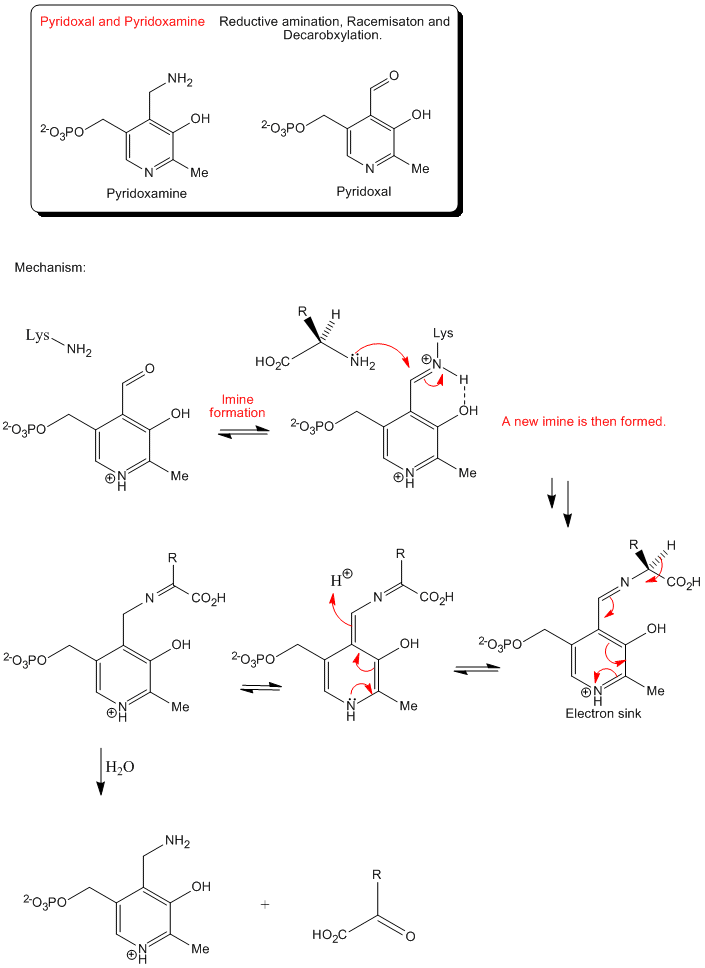 Pyridoxal and Pyridoxamine
Reductive amination, Racemisaton and
Decarobxylation.
NH2
2-O3PO
OH
N
Me
Pyridoxamine
O
2-O3PO
OH
N
Me
Pyridoxal
Mechanism:
Lys
NH2
O
2-O3PO
OH
⊕N
H
Me
Imine
formation
R
H
HO2C
NH2
Lys
⊕
N
H
2-O3PO
OH
⊕N
H
Me
A new imine is then formed.
R
N
CO2H
2-O3PO
OH
⊕N
H
Me
H⊕
R
N
CO2H
2-O3PO
OH
N
H
Me
R
H
N
CO2H
2-O3PO
OH
⊕N
H
Me
Electron sink
H2O
NH2
2-O3PO
OH
⊕N
H
Me
+
R
HO2C
O